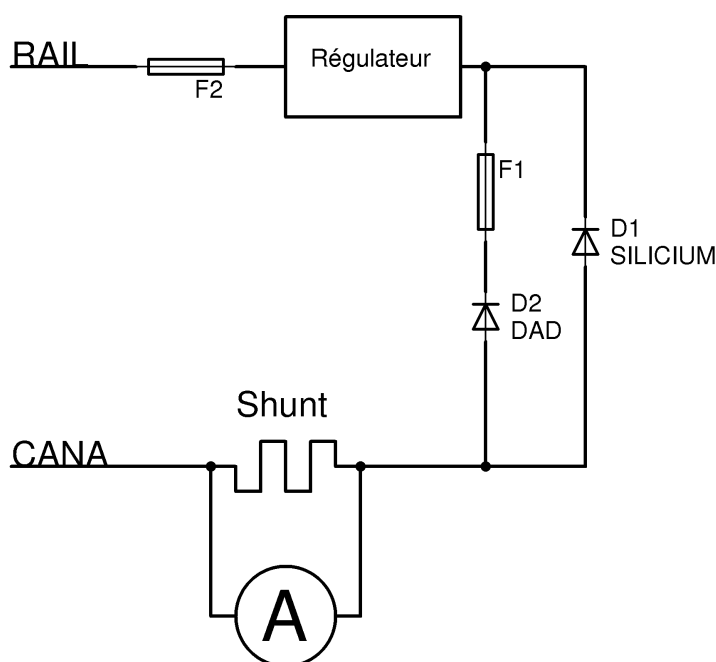 RAIL
Régulateur
F2
F1
D1
SILICIUM
D2
DAD
Shunt
CANA
A